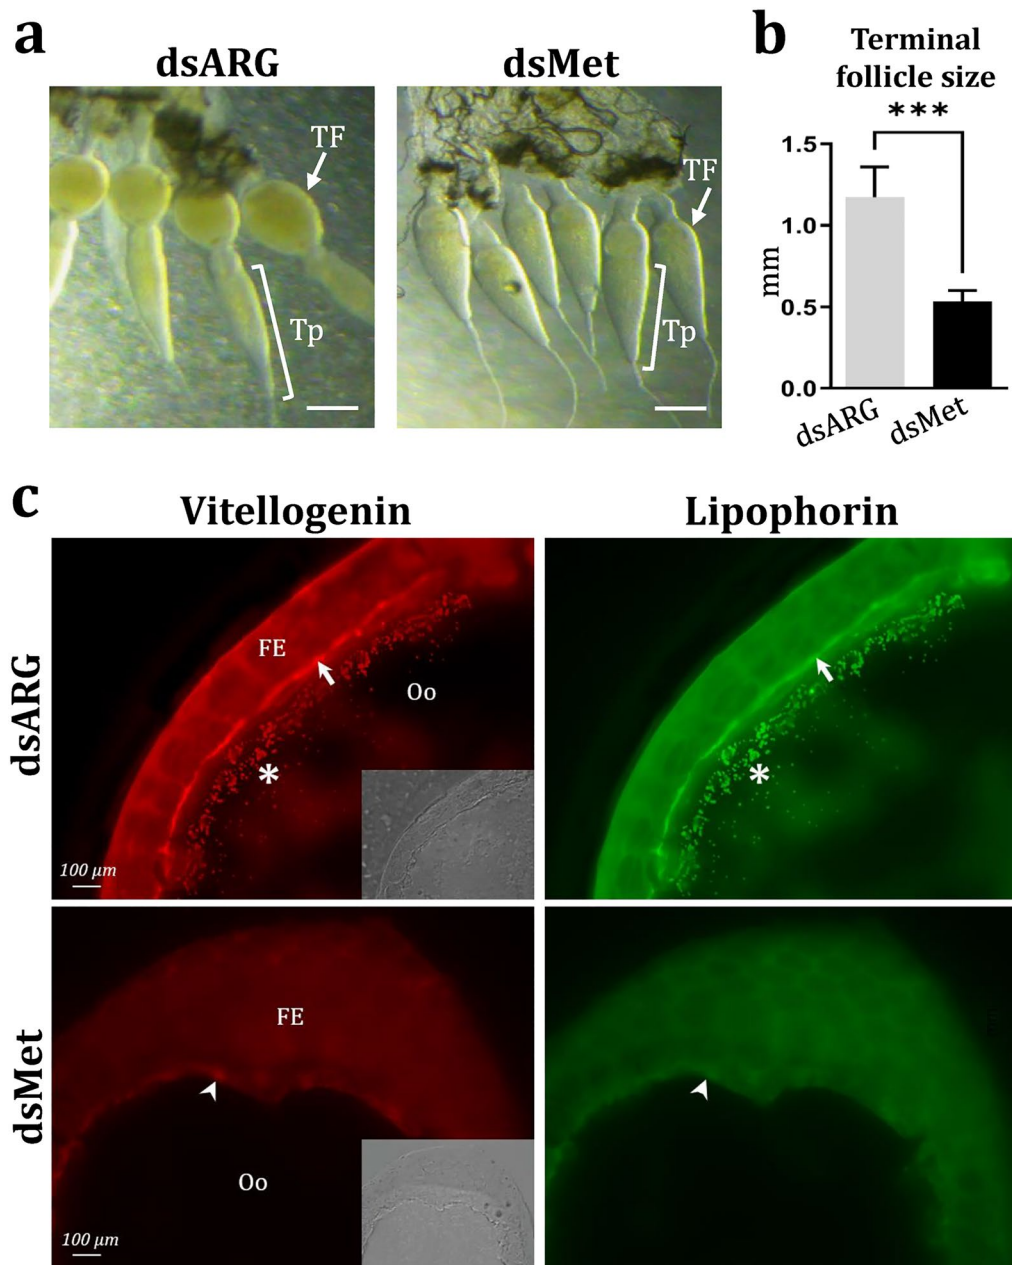 a
dsARG
dsMet
TF
Tp
TF
Tp
b
Terminal
follicle size
***
1.5
1.0
0.5
0.0
mm
dsARG
dsMet
c
Vitellogenin
Lipophorin
dsARG
FE
Oo
*
100 μm
*
dsMet
FE
Oo
100 μm